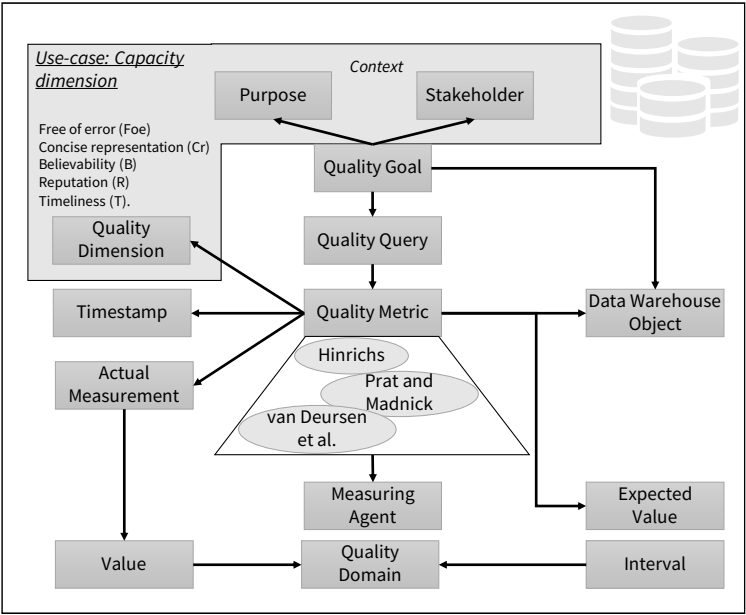 Use-case: Capacity
dimension
Context
Purpose
Stakeholder
Free of error (Foe)
Concise representation (Cr)
Believability (B)
Reputation (R)
Timeliness (T).
Quality Goal
Quality
Dimension
Quality Query
Timestamp
Quality Metric
Data Warehouse
Object
Hinrichs
Actual
Measurement
Prat and
Madnick
van Deursen
et al.
Measuring
Agent
Expected
Value
Value
Quality
Domain
Interval